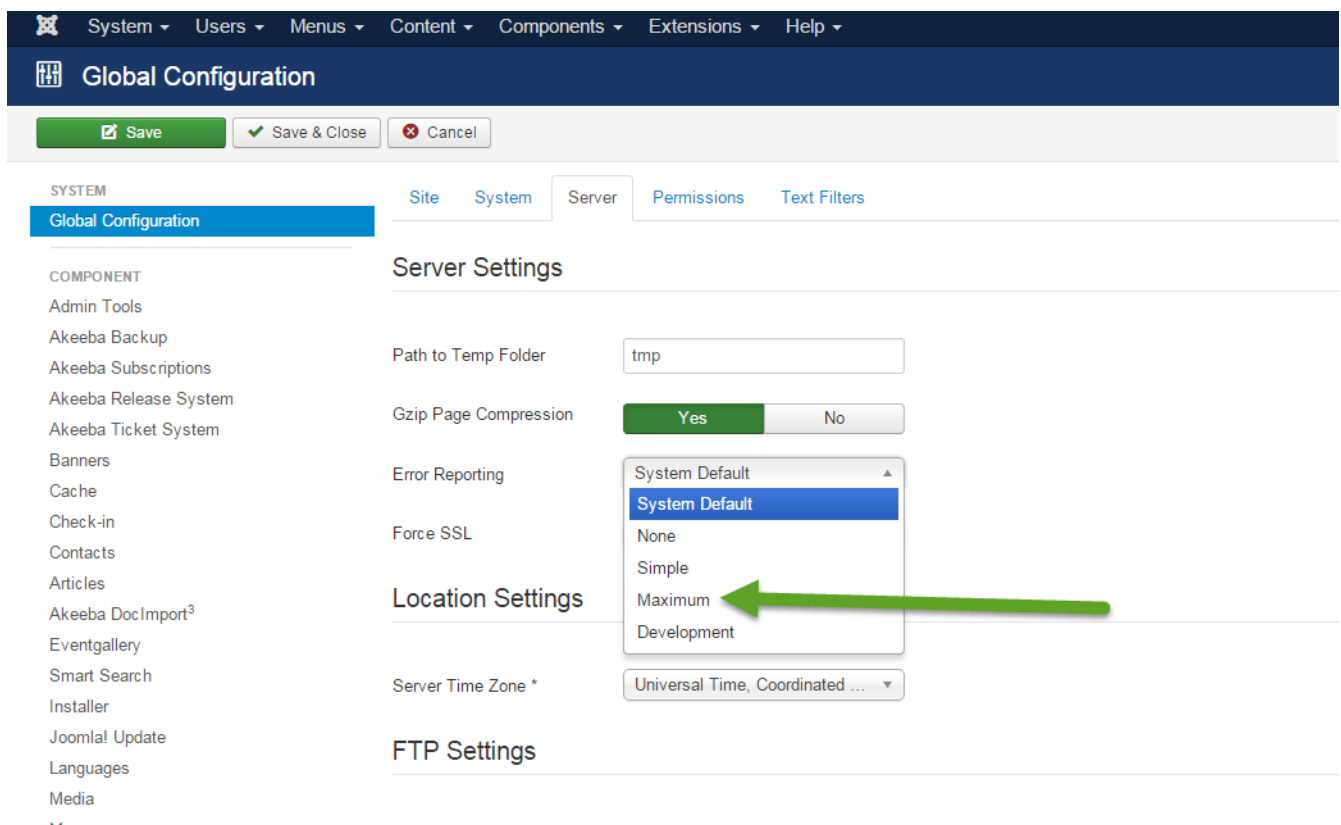 System Users Menus Content Components Extensions Help
Global Configuration
Save Save & Close Cancel
SYSTEM
Global Configuration
COMPONENT
Admin Tools
Akeeba Backup
Akeeba Subscriptions
Akeeba Release System
Akeeba Ticket System
Banners
Cache
Check-in
Contacts
Articles
Akeeba DocImport³
Eventgallery
Smart Search
Installer
Joomla! Update
Languages
Media
Site System Server Permissions Text Filters
Server Settings
Path to Temp Folder tmp
Gzip Page Compression Yes No
Error Reporting System Default
System Default
None
Simple
Maximum
Development
Force SSL
Location Settings
Server Time Zone * Universal Time, Coordinated ...
FTP Settings